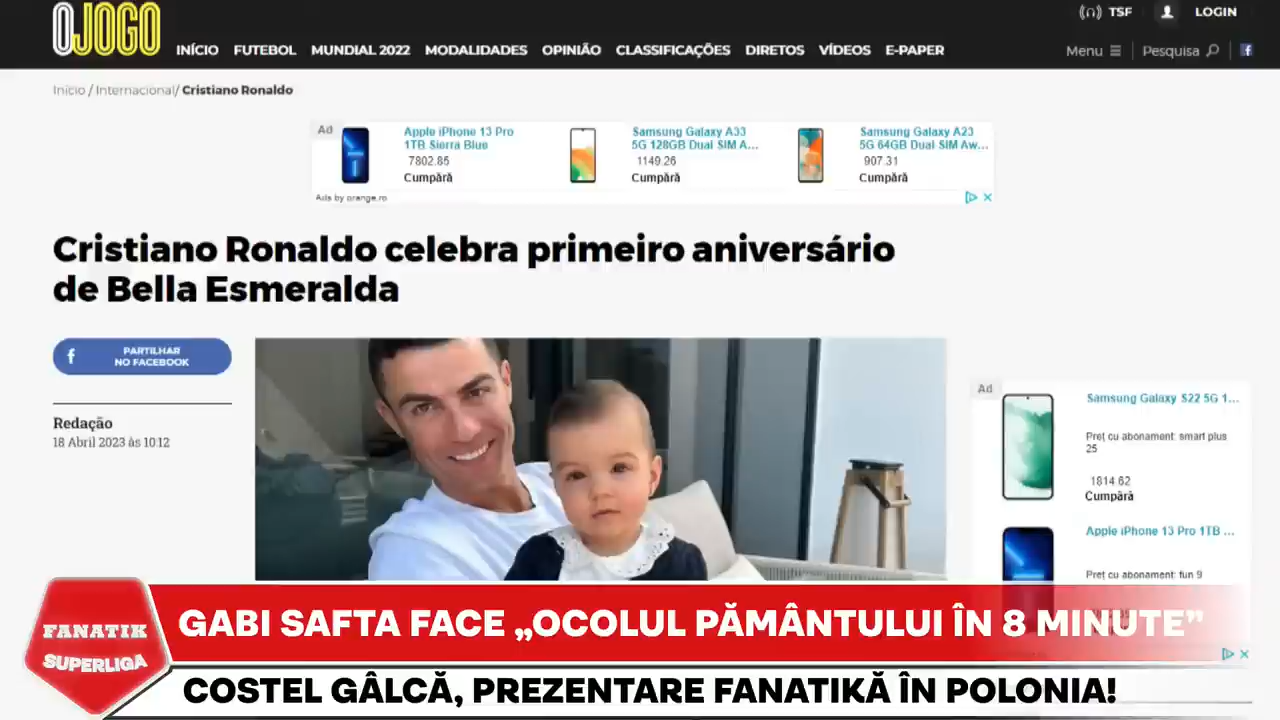 OJOGO
TSF
LOGIN
INÍCIO FUTEBOL MUNDIAL 2022 MODALIDADES OPINIÃO CLASSIFICAÇÕES DIRETOS VÍDEOS E-PAPER
Menu
Pesquisa
Início / Internacional/ Cristiano Ronaldo
Ad
Apple iPhone 13 Pro
1TB Sierra Blue
7802.85
Cumpără
Samsung Galaxy A33
5G 128GB Dual SIM A...
1149.26
Cumpără
Samsung Galaxy A23
5G 64GB Dual SIM Aw...
907.31
Cumpără
Ads by orange.ro
Cristiano Ronaldo celebra primeiro aniversário
de Bella Esmeralda
f
PARTILHAR
NO FACEBOOK
Redação
18 Abril 2023 às 10:12
Ad
Samsung Galaxy S22 5G 1...
Preț cu abonament: smart plus
25
1814.62
Cumpără
Apple iPhone 13 Pro 1TB ...
Preț cu abonament: fun 9
FANATIK
SUPERLIGA
GABI SAFTA FACE „OCOLUL PĂMÂNTULUI ÎN 8 MINUTE”
COSTEL GÂLCĂ, PREZENTARE FANATIKĂ ÎN POLONIA!